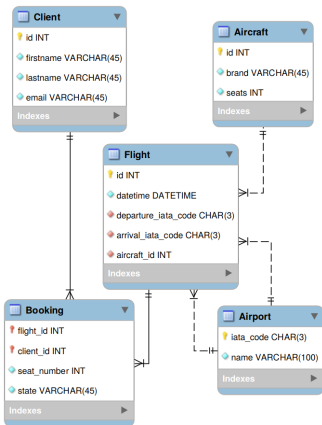 Client
id INT
firstname VARCHAR(45)
lastname VARCHAR(45)
email VARCHAR(45)
Indexes
Aircraft
id INT
brand VARCHAR(45)
seats INT
Indexes
Flight
id INT
datetime DATETIME
departure_iata_code CHAR(3)
arrival_iata_code CHAR(3)
aircraft_id INT
Indexes
Booking
flight_id INT
client_id INT
seat_number INT
state VARCHAR(45)
Indexes
Airport
iata_code CHAR(3)
name VARCHAR(100)
Indexes